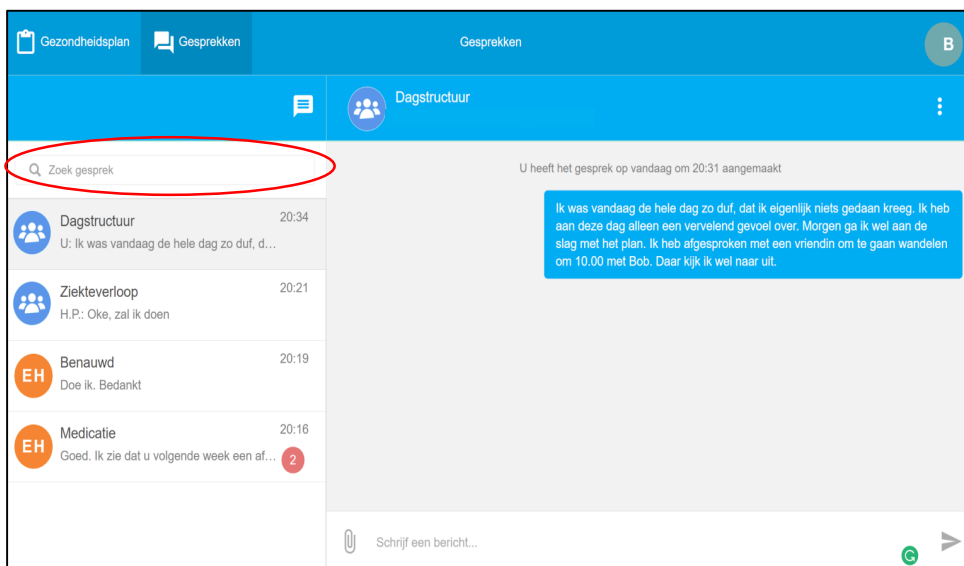 Gezondheidsplan
Gesprekken
Gesprekken
B
Dagstructuur
Zoek gesprek
Dagstructuur 20:34
U: Ik was vandaag de hele dag zo duf, d...
Ziekteverloop 20:21
H.P.: Oke, zal ik doen
EH
Benauwd 20:19
Doe ik. Bedankt
EH
Medicatie 20:16
Goed. Ik zie dat u volgende week een af... 2
U heeft het gesprek op vandaag om 20:31 aangemaakt
Ik was vandaag de hele dag zo duf, dat ik eigenlijk niets gedaan kreeg. Ik heb
aan deze dag alleen een vervelend gevoel over. Morgen ga ik wel aan de
slag met het plan. Ik heb afgesproken met een vriendin om te gaan wandelen
om 10.00 met Bob. Daar kijk ik wel naar uit.
Schrijf een bericht...